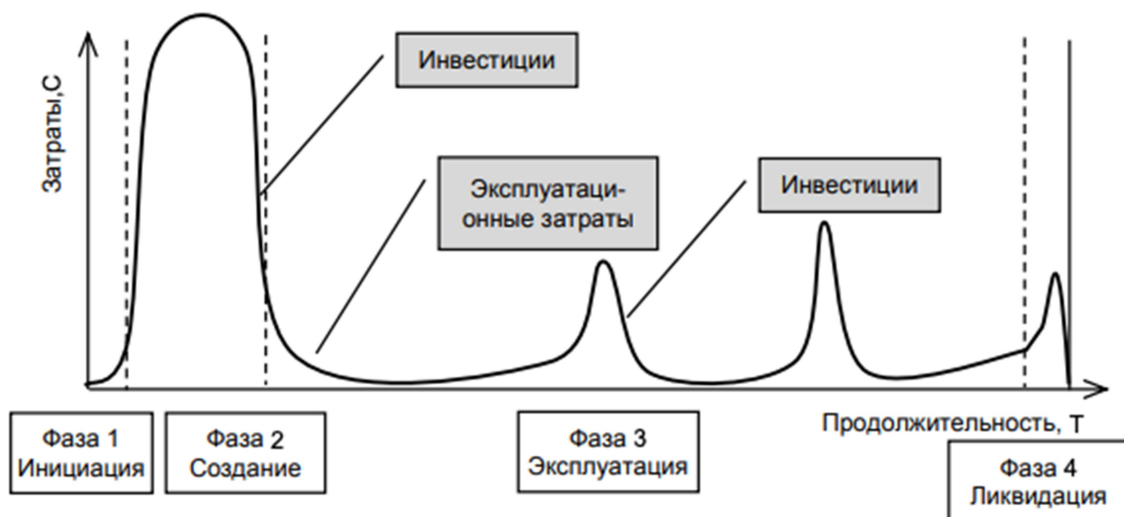 Затраты,С
Инвестиции
Эксплуатаци-
онные затраты
Инвестиции
Продолжительность, Т
Фаза 1
Инициация
Фаза 2
Создание
Фаза 3
Эксплуатация
Фаза 4
Ликвидация